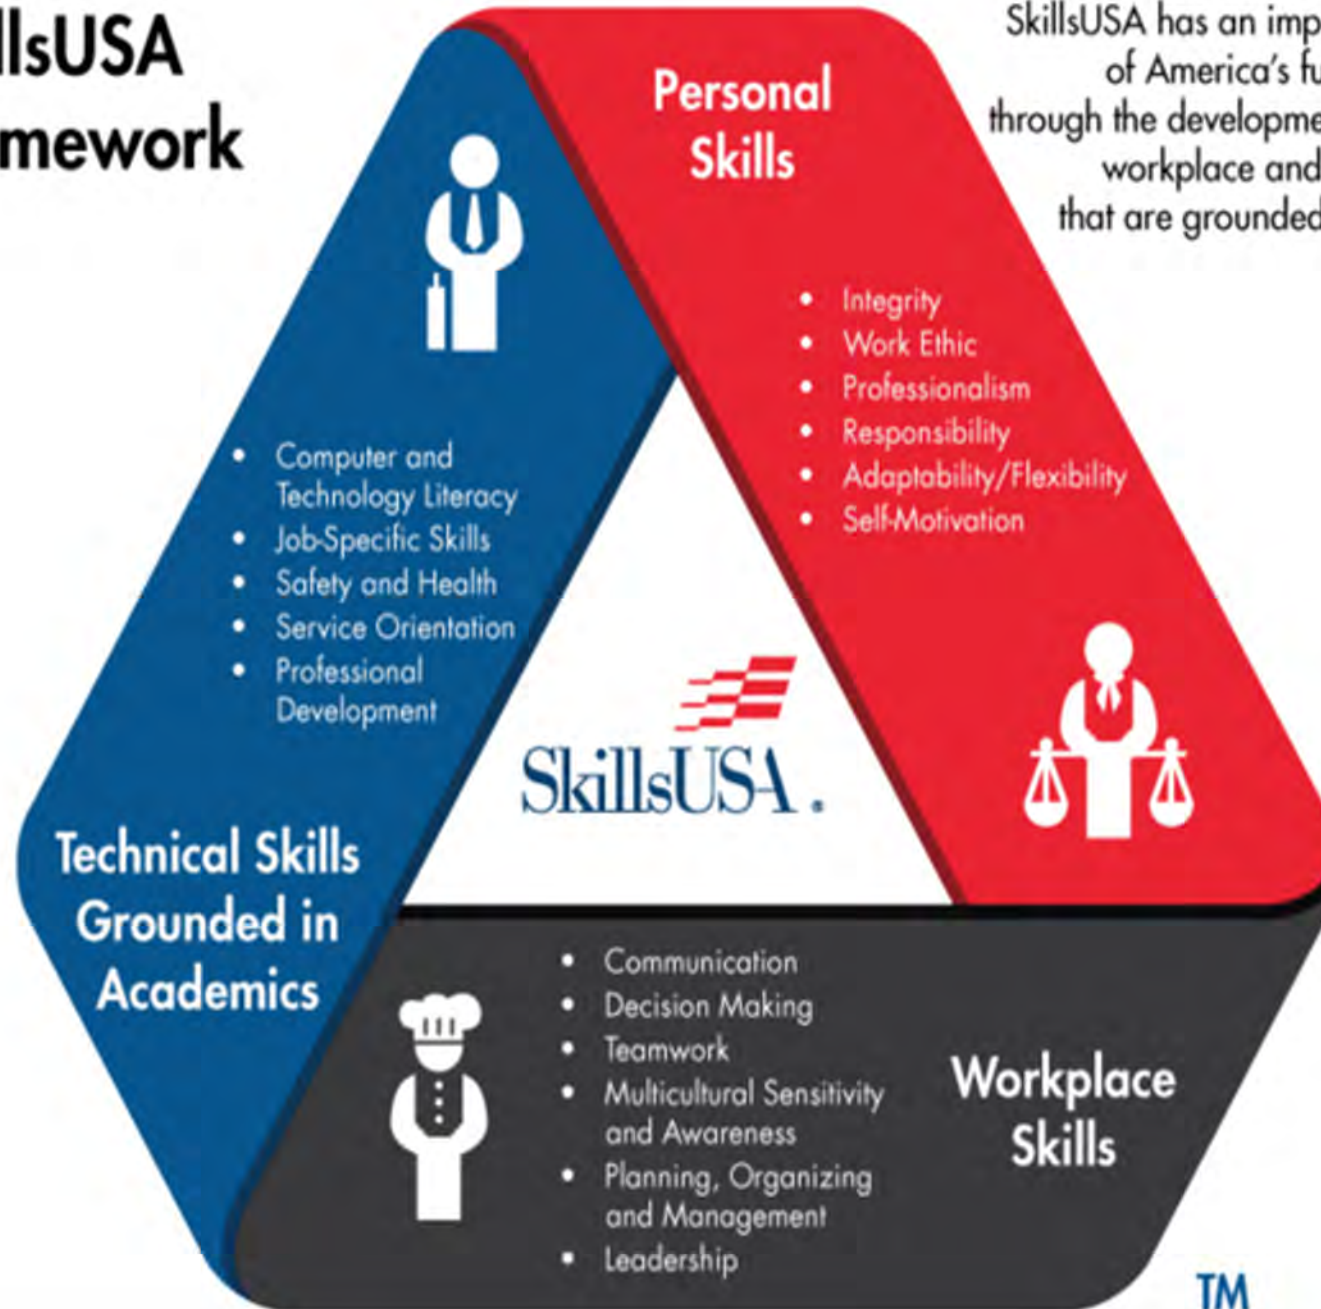 llsUSA
mework
SkillsUSA has an imp
of America's fu
through the developme
workplace and
that are grounded
Personal
Skills
• Integrity
• Work Ethic
• Professionalism
• Responsibility
• Adaptability/Flexibility
• Self-Motivation
• Computer and
Technology Literacy
• Job-Specific Skills
• Safety and Health
• Service Orientation
• Professional
Development
SkillsUSA®
Technical Skills
Grounded in
Academics
• Communication
• Decision Making
• Teamwork
• Multicultural Sensitivity
and Awareness
• Planning, Organizing
and Management
• Leadership
Workplace
Skills
TM